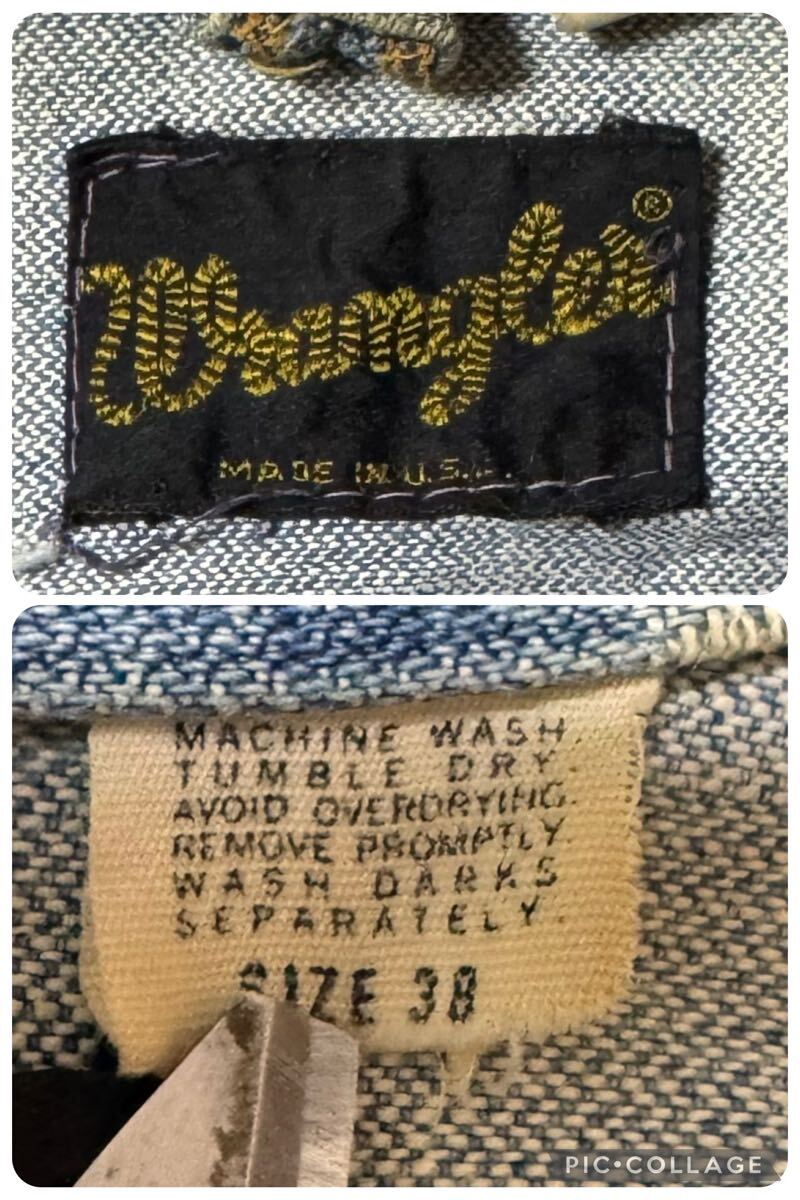 Wrangler®
MADE IN U.S.A.
MACHINE WASH.
TUMBLE DRY.
AVOID OVERDRYING.
REMOVE PROMPTLY.
WASH DARKS
SEPARATELY.
SIZE 38
PIC•COLLAGE